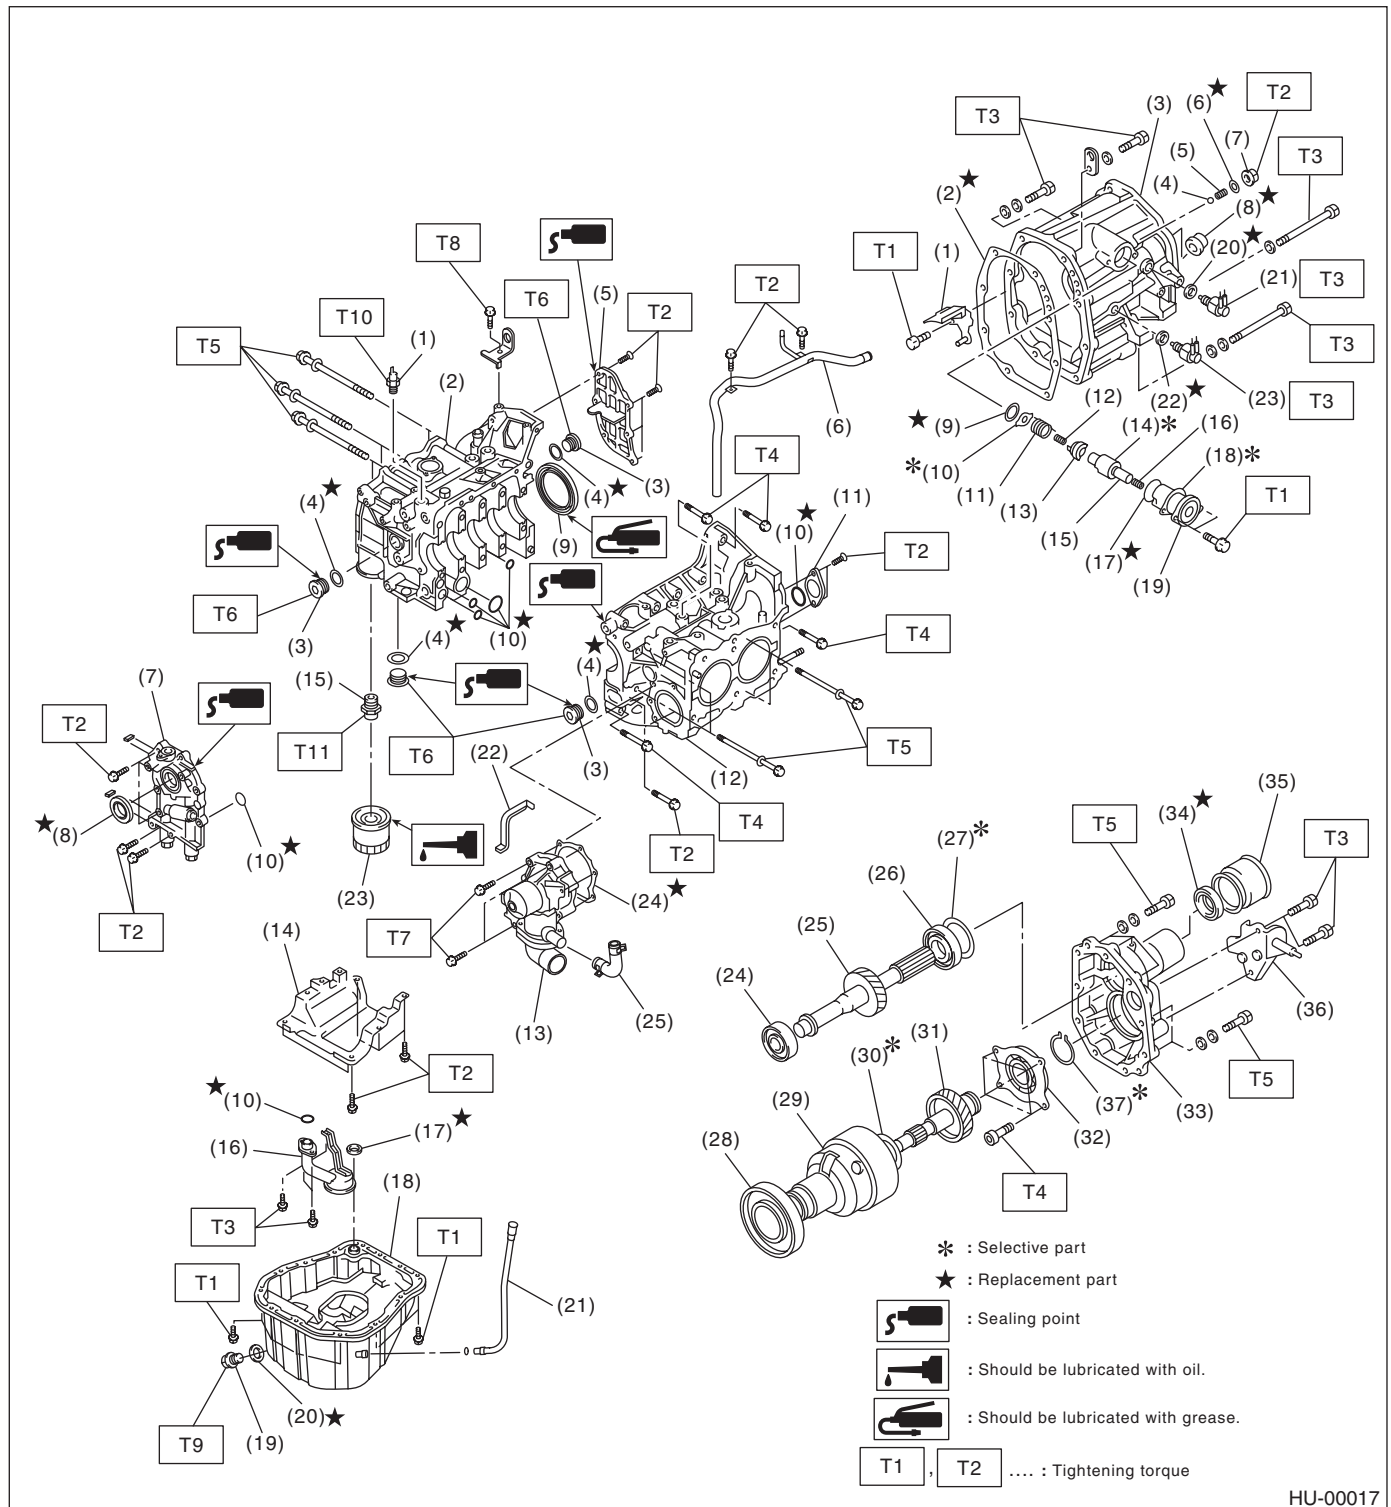 T3
(3)
(6)★
T2
(7)
(5)
T3
(4)
(2)★
(8)★
T8
T1
(1)
(20)★
T2
T6
(5)
T2
(21)
T3
T10
(1)
T5
(2)
T3
(6)
(12)
(22)★
(23)
T3
★(9)
(14)*
(16)
*(10)
(18)*
T4
(11)
(13)
T1
(4)★
(4)★
(3)
(11)
(15)
(10)★
(17)★
(9)
T2
(19)
T6
(3)
(10)★
T4
(4)★
★(4)
(7)
(15)
T2
T11
T6
(22)
(3)
(12)
T5
T4
★(8)
(10)★
T2
(34)★
(35)
T5
T3
(27)*
(23)
(24)★
(26)
T2
T7
(14)
(25)
(24)
(36)
(13)
(25)
(31)
(30)*
T2
T5
(37)*
(33)
★(10)
(29)
(32)
(17)★
(28)
(16)
T4
(18)
T3
T1
* : Selective part
★ : Replacement part
T1
(21)
: Sealing point
: Should be lubricated with oil.
(20)★
: Should be lubricated with grease.
T9
(19)
T1 , T2 .... : Tightening torque
HU-00017